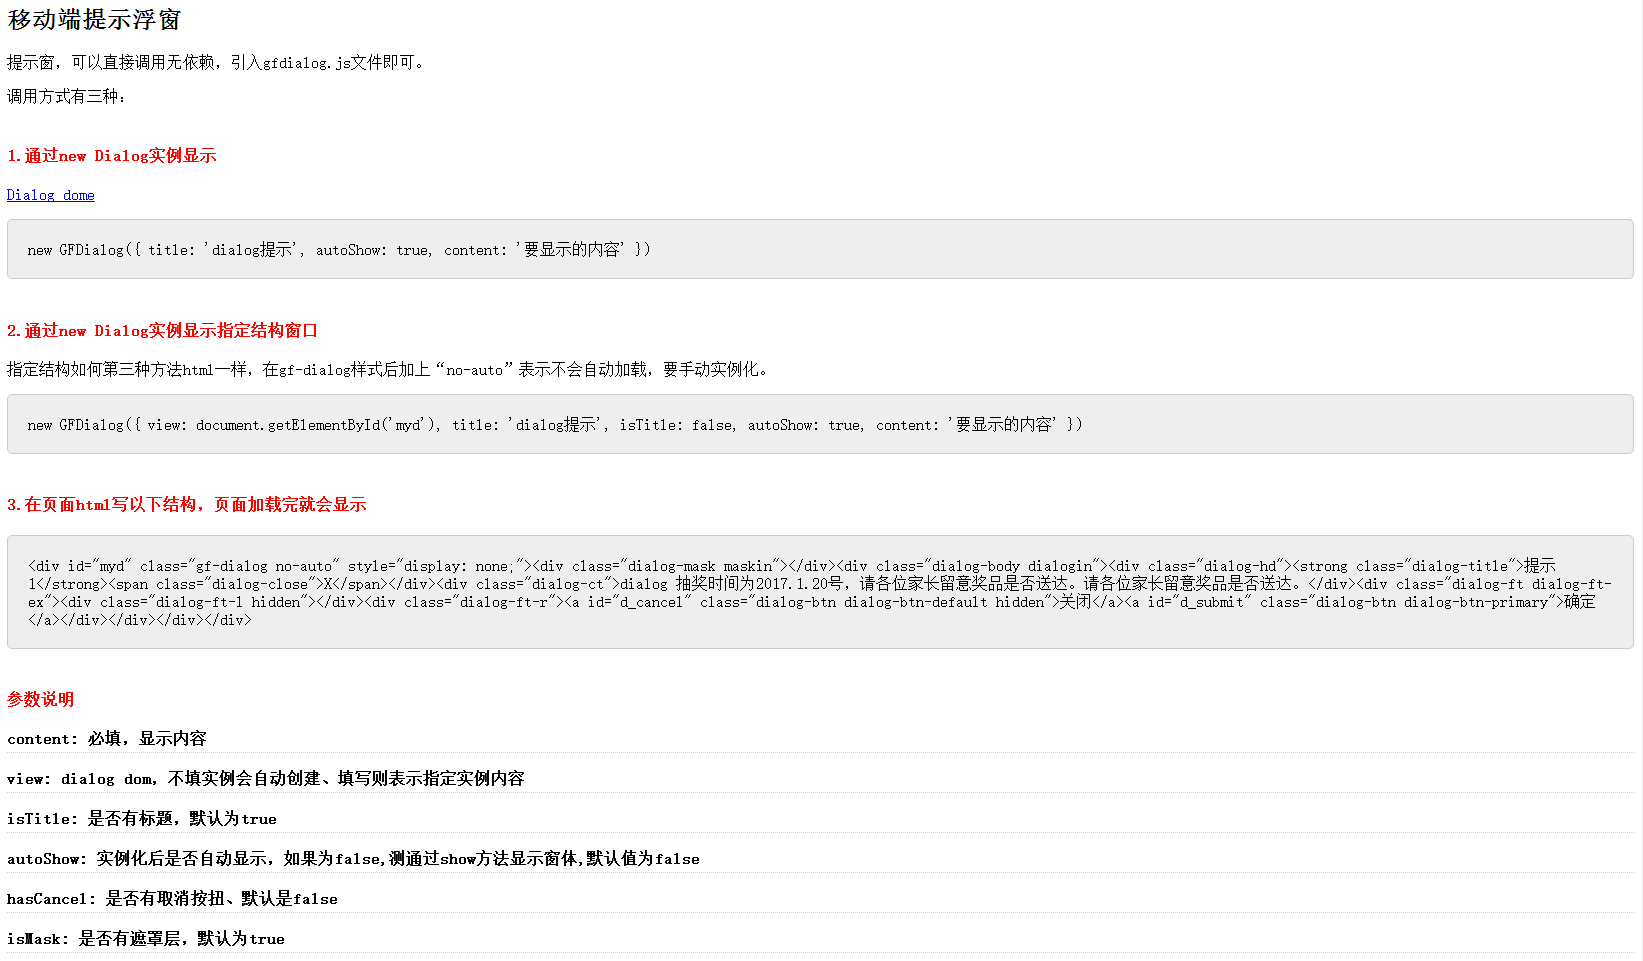 移动端提示浮窗
提示窗，可以直接调用无依赖，引入gfdialog.js文件即可。
调用方式有三种：
1.通过new Dialog实例显示
Dialog dome
new GFDialog({ title: 'dialog提示', autoShow: true, content: '要显示的内容' })
2.通过new Dialog实例显示指定结构窗口
指定结构如何第三种方法html一样，在gf-dialog样式后加上“no-auto”表示不会自动加载，要手动实例化。
new GFDialog({ view: document.getElementById('myd'), title: 'dialog提示', isTitle: false, autoShow: true, content: '要显示的内容' })
3.在页面html写以下结构，页面加载完就会显示
<div id="myd" class="gf-dialog no-auto" style="display: none;"><div class="dialog-mask maskin"></div><div class="dialog-body dialogin"><div class="dialog-hd"><strong class="dialog-title">提示
1</strong><span class="dialog-close">X</span></div><div class="dialog-ct">dialog 抽奖时间为2017.1.20号，请各位家长留意奖品是否送达。请各位家长留意奖品是否送达。</div><div class="dialog-ft dialog-ft-
ex"><div class="dialog-ft-l hidden"></div><div class="dialog-ft-r"><a id="d_cancel" class="dialog-btn dialog-btn-default hidden">关闭</a><a id="d_submit" class="dialog-btn dialog-btn-primary">确定
</a></div></div></div></div>
参数说明
content: 必填，显示内容
view: dialog dom，不填实例会自动创建、填写则表示指定实例内容
isTitle: 是否有标题，默认为true
autoShow: 实例化后是否自动显示，如果为false,测通过show方法显示窗体,默认值为false
hasCancel: 是否有取消按扭、默认是false
isMask: 是否有遮罩层，默认为true